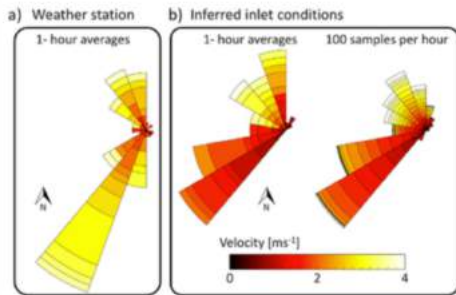 a) Weather station
1- hour averages
N
b) Inferred inlet conditions
1- hour averages
100 samples per hour
N
Velocity [ms⁻¹]
0 2 4